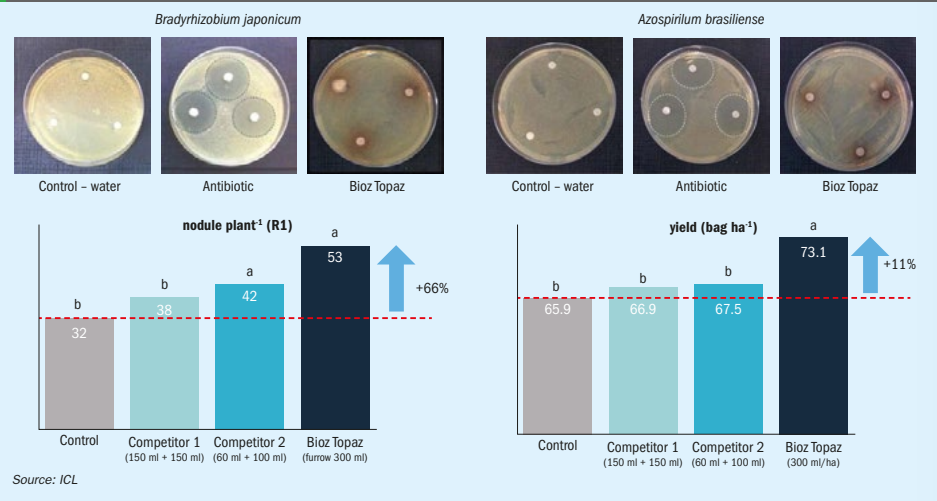 Bradyrhizobium japonicum
Azospirilum brasiliense
Control – water
Antibiotic
Bioz Topaz
Control – water
Antibiotic
Bioz Topaz
nodule plant⁻¹ (R1)
b
32
b
38
a
42
a
53
+66%
Control
Competitor 1
(150 ml + 150 ml)
Competitor 2
(60 ml + 100 ml)
Bioz Topaz
(furrow 300 ml)
yield (bag ha⁻¹)
b
65.9
b
66.9
b
67.5
a
73.1
+11%
Control
Competitor 1
(150 ml + 150 ml)
Competitor 2
(60 ml + 100 ml)
Bioz Topaz
(300 ml/ha)
Source: ICL